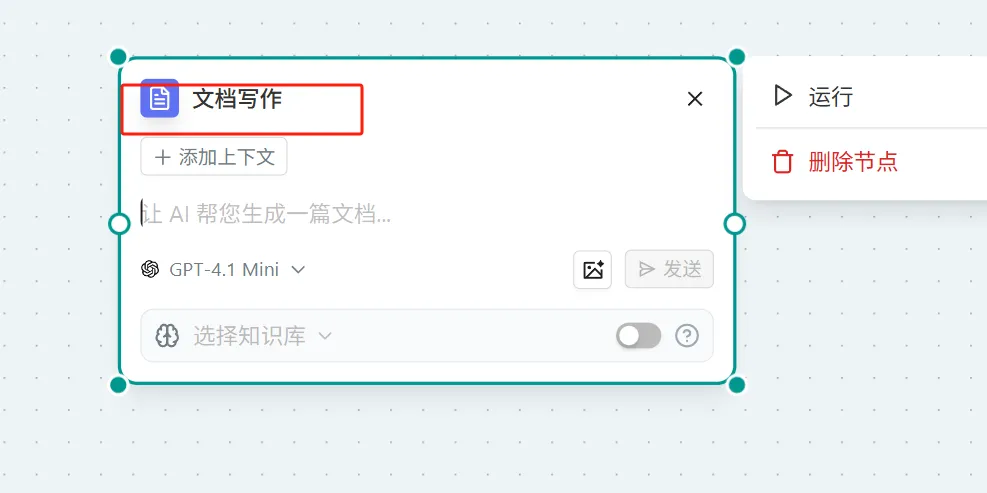 文档写作
运行
添加上下文
删除节点
让 AI 帮您生成一篇文档...
GPT-4.1 Mini
发送
选择知识库